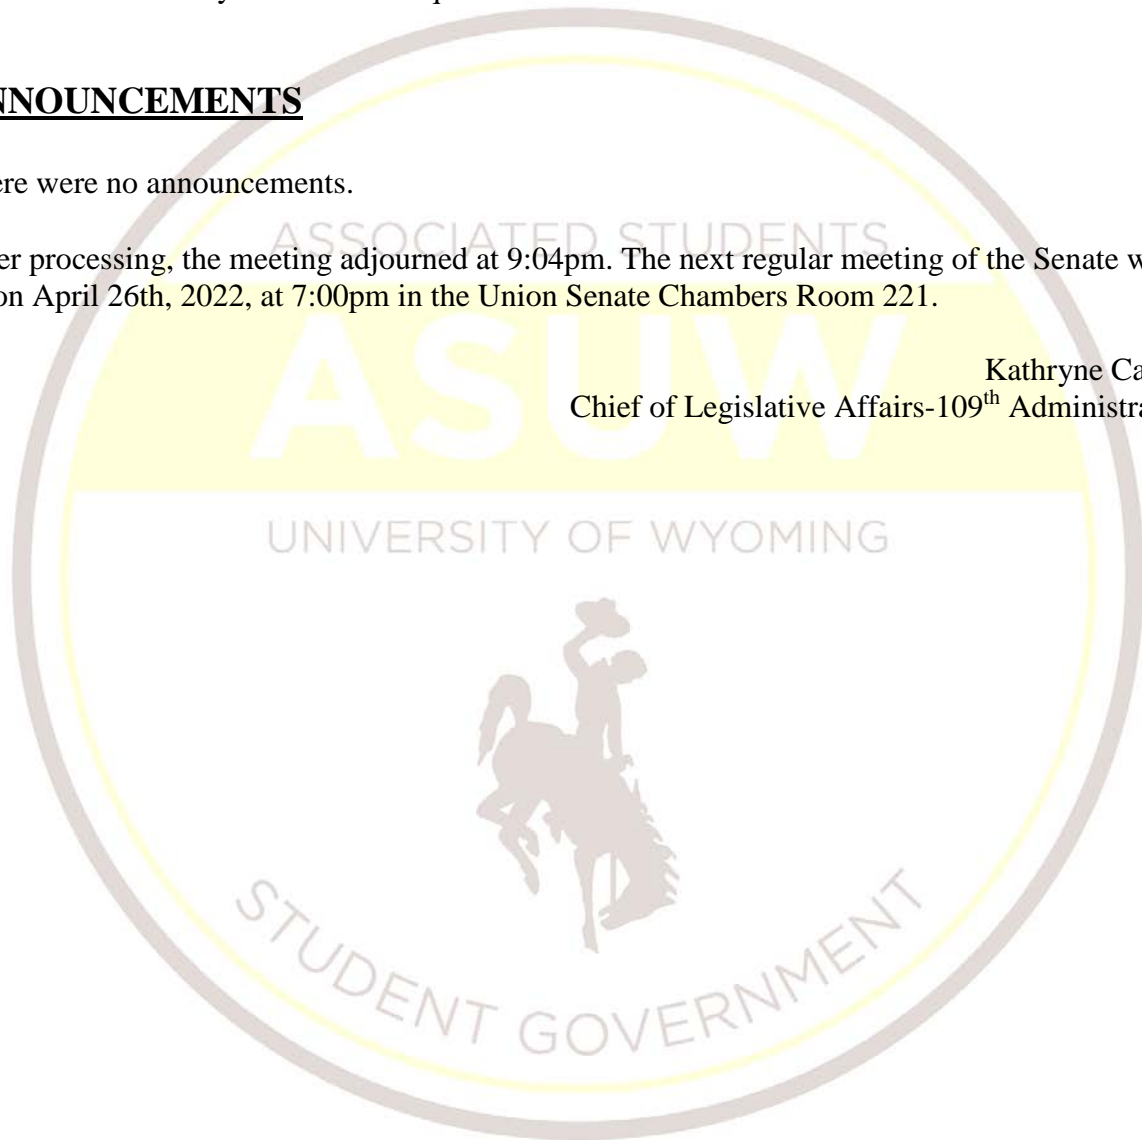 NNOUNCEMENTS
ere were no announcements.
ASSOCIATED STUDENTS
er processing, the meeting adjourned at 9:04pm. The next regular meeting of the Senate w
on April 26th, 2022, at 7:00pm in the Union Senate Chambers Room 221.
ASUW
Kathryne Ca
Chief of Legislative Affairs-109th Administra
UNIVERSITY OF WYOMING
STUDENT GOVERNMENT